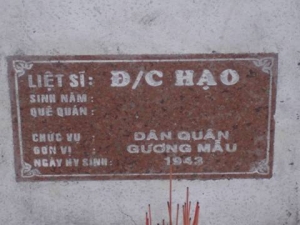 LIỆT SĨ: Đ/C HẠO
SINH NĂM :
QUÊ QUÁN :
CHỨC VỤ : DÂN QUÂN
ĐƠN VỊ : GƯƠNG MẪU
NGÀY HY SINH: 1943